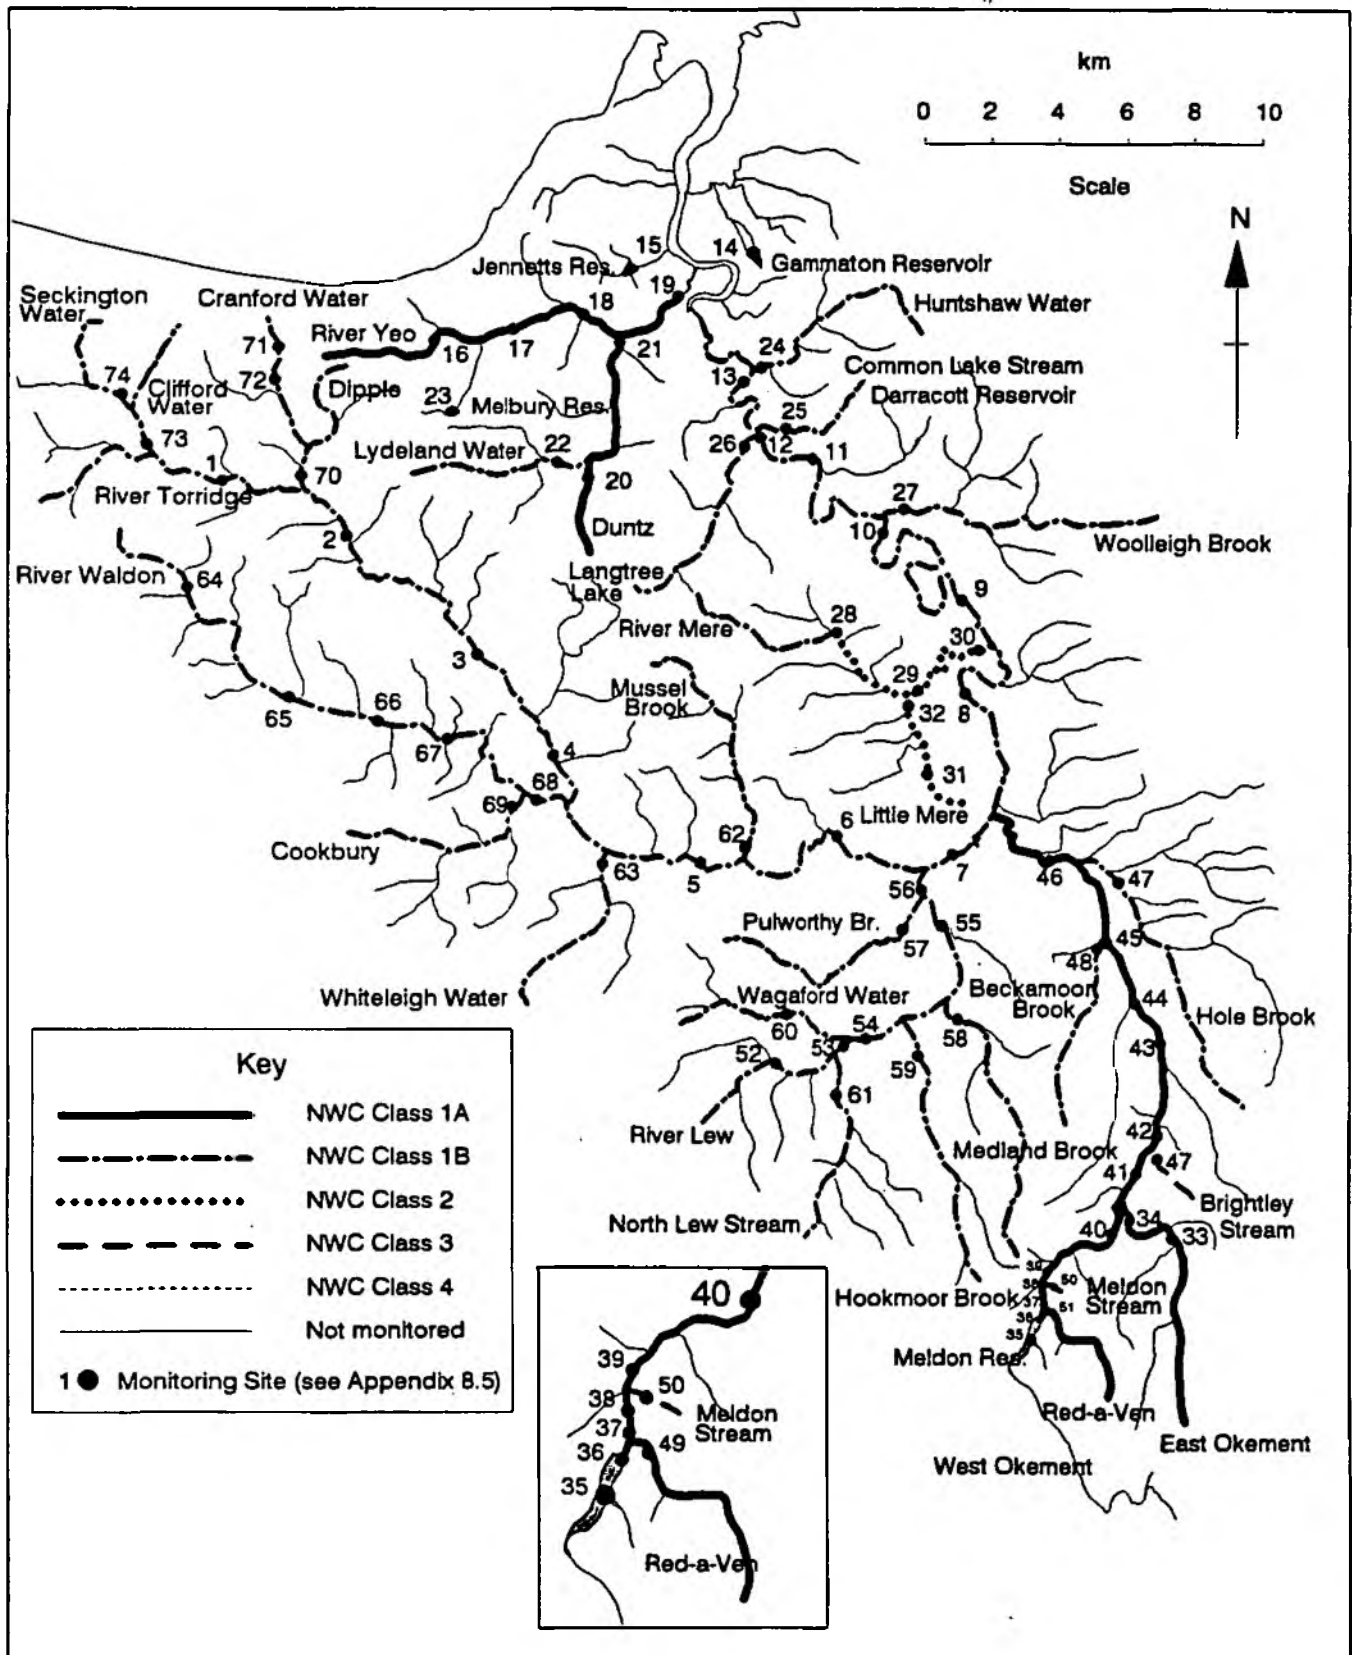 km
0 2 4 6 8 10
Scale
N
15
14
Jennetts Res.
Gammaton Reservoir
Seckington
Water
Cranford Water
19
Huntshaw Water
18
River Yeo
71
16
17
21
24
Common Lake Stream
74
Clifford
Water
72
Dipple
13
Darracott Reservoir
23
Melbury Res.
25
73
Lydeland Water
22
26
12
11
1
70
River Torridge
20
27
2
Duntz
10
Woolleigh Brook
River Waldon
64
Langtree
Lake
9
River Mere
28
30
3
Mussel
Brook
29
8
65
66
32
67
4
31
68
69
Little Mere
6
62
Cookbury
63
5
7
46
47
56
Pulworthy Br.
55
57
45
48
Whiteleigh Water
Wagaford Water
Beckamoor
Brook
44
Hole Brook
60
54
58
52
53
59
43
61
River Lew
Medland Brook
42
41
47
North Lew Stream
Brightley
Stream
34
40
33
39
38
50
Hookmoor Brook
37
51
Meldon
Stream
36
35
Meldon Res.
Red-a-Ven
East Okement
West Okement
Key
NWC Class 1A
NWC Class 1B
NWC Class 2
NWC Class 3
NWC Class 4
Not monitored
1 ● Monitoring Site (see Appendix 8.5)
40
39
50
38
Meldon
Stream
37
49
36
35
Red-a-Ven